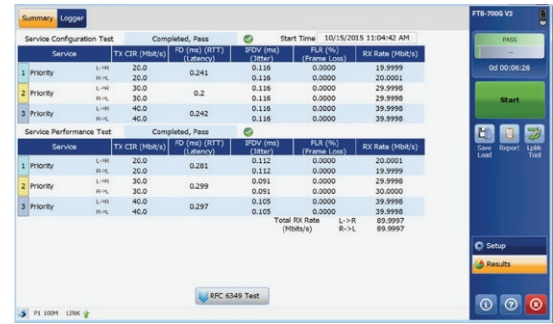 Summary Logger
FTB-700G V2
Service Configuration Test Completed, Pass Start Time 10/15/2015 11:04:42 AM
Service TX CIR (Mbit/s) FD (ms) (RTT) (Latency) IFDV (ms) (Jitter) FLR (%) (Frame Loss) RX Rate (Mbit/s)
1 Priority L->R 20.0 0.241 0.116 0.0000 19.9999
R->L 20.0 0.116 0.0000 20.0001
2 Priority L->R 30.0 0.2 0.116 0.0000 29.9998
R->L 30.0 0.116 0.0000 29.9998
3 Priority L->R 40.0 0.242 0.116 0.0000 39.9998
R->L 40.0 0.116 0.0000 39.9998
Service Performance Test Completed, Pass
Service TX CIR (Mbit/s) FD (ms) (RTT) (Latency) IFDV (ms) (Jitter) FLR (%) (Frame Loss) RX Rate (Mbit/s)
1 Priority L->R 20.0 0.281 0.112 0.0000 20.0001
R->L 20.0 0.112 0.0000 19.9999
2 Priority L->R 30.0 0.299 0.091 0.0000 29.9998
R->L 30.0 0.091 0.0000 30.0000
3 Priority L->R 40.0 0.297 0.105 0.0000 39.9998
R->L 40.0 0.105 0.0000 39.9998
Total RX Rate L->R 89.9997
(Mbits/s) R->L 89.9997
RFC 6349 Test
P1 100M LINK
PASS
--
0d 00:06:26
Start
Save Load
Report
Lpbk Tool
Setup
Results